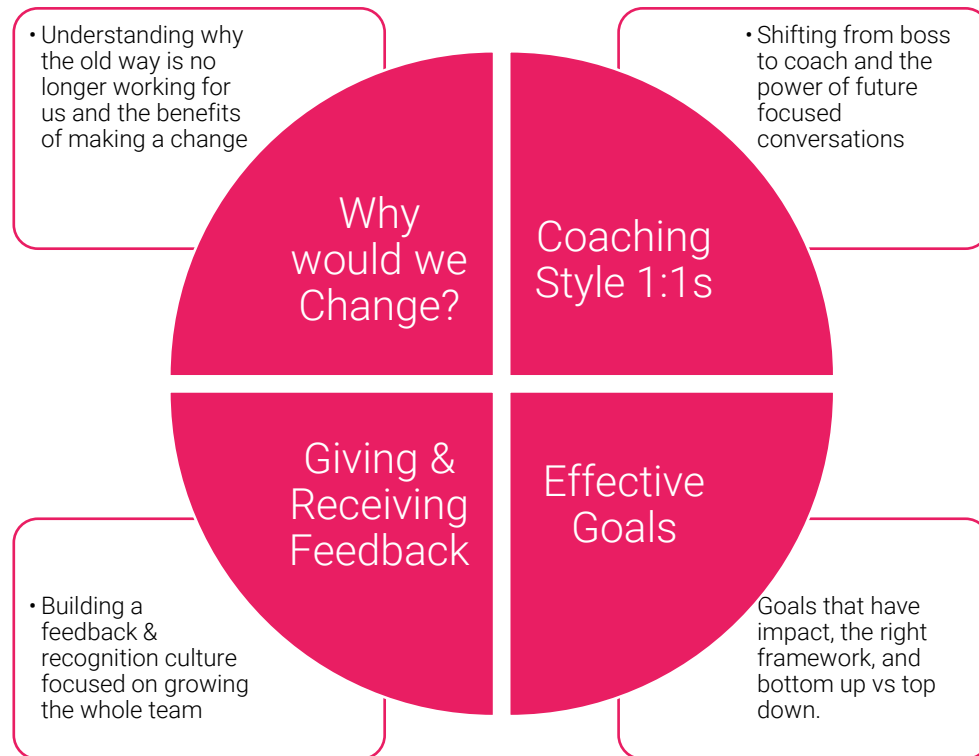 • Understanding why
the old way is no
longer working for
us and the benefits
of making a change
• Shifting from boss
to coach and the
power of future
focused
conversations
Why
would we
Change?
Coaching
Style 1:1s
Giving &
Receiving
Feedback
Effective
Goals
• Building a
feedback &
recognition culture
focused on growing
the whole team
Goals that have
impact, the right
framework, and
bottom up vs top
down.